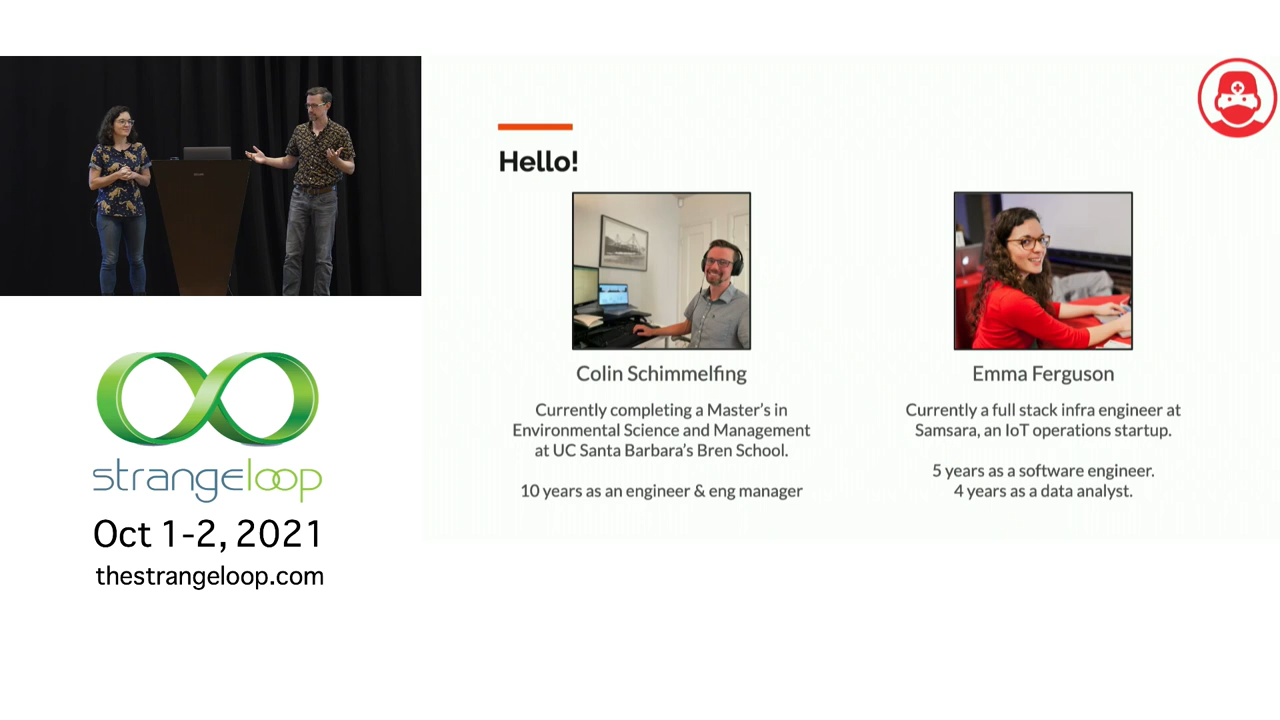 strangeloop
Oct 1-2, 2021
thestrangeloop.com
Hello!
Colin Schimmelfing
Currently completing a Master's in
Environmental Science and Management
at UC Santa Barbara's Bren School.
10 years as an engineer & eng manager
Emma Ferguson
Currently a full stack infra engineer at
Samsara, an IoT operations startup.
5 years as a software engineer.
4 years as a data analyst.